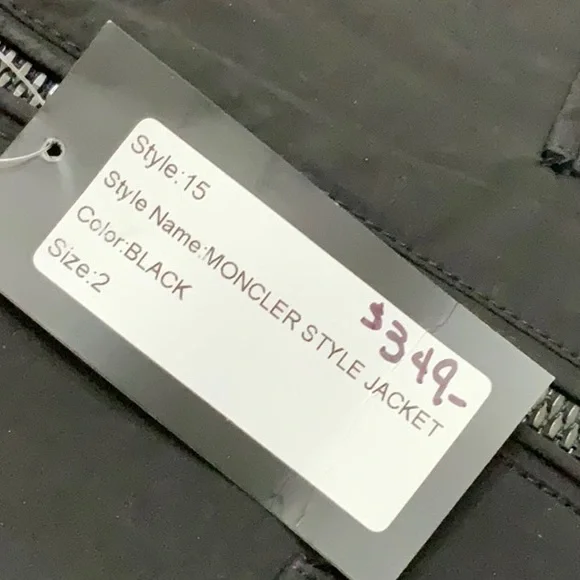 Style:15
Style Name:MONCLER STYLE JACKET
Color:BLACK
Size:2
$349-